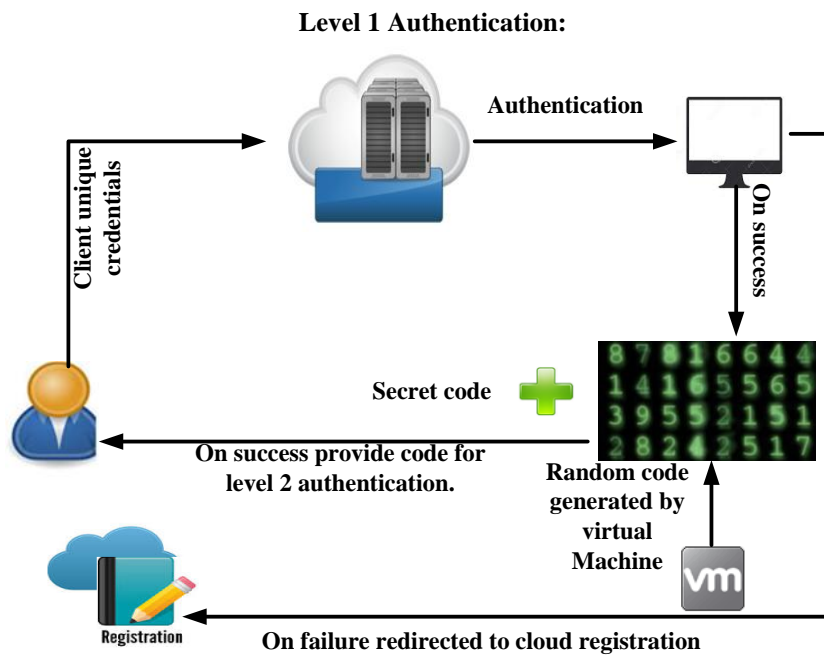 Level 1 Authentication:
Authentication
Client unique
credentials
On success
8 7 8 1 6 6 4 4
1 4 1 6 5 5 6 5
3 9 5 5 2 1 5 1
2 8 2 4 2 5 1 7
Secret code
On success provide code for
level 2 authentication.
Random code
generated by
virtual
Machine
vm
Registration
On failure redirected to cloud registration